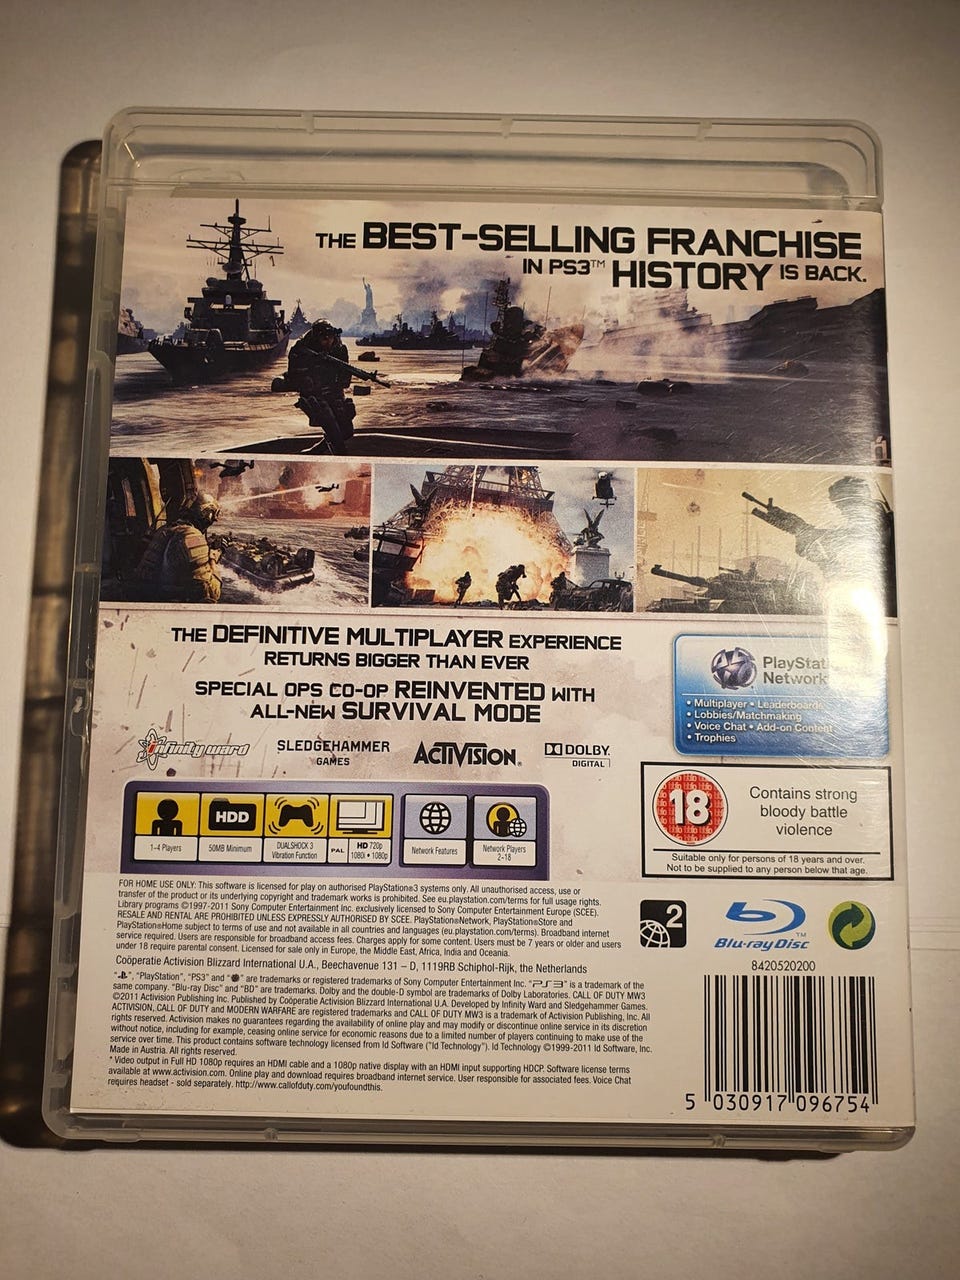 THE BEST-SELLING FRANCHISE
IN PS3™ HISTORY IS BACK.
THE DEFINITIVE MULTIPLAYER EXPERIENCE
RETURNS BIGGER THAN EVER
SPECIAL OPS CO-OP REINVENTED WITH
ALL-NEW SURVIVAL MODE
infinity ward
SLEDGEHAMMER
GAMES
ACTIVISION®
DOLBY
DIGITAL
PlayStat
Network
• Multiplayer • Leaderboards
• Lobbies/Matchmaking
• Voice Chat • Add-on Content
• Trophies
18
Contains strong
bloody battle
violence
Suitable only for persons of 18 years and over.
Not to be supplied to any person below that age.
HDD
1-4 Players
50MB Minimum
DUALSHOCK 3
Vibration Function
PAL
HD 720p
1080i • 1080p
Network Features
Network Players
2-18
FOR HOME USE ONLY: This software is licensed for play on authorised PlayStation®3 systems only. All unauthorised access, use or
transfer of the product or its underlying copyright and trademark works is prohibited. See eu.playstation.com/terms for full usage rights.
Library programs ©1997-2011 Sony Computer Entertainment Inc. exclusively licensed to Sony Computer Entertainment Europe (SCEE).
RESALE AND RENTAL ARE PROHIBITED UNLESS EXPRESSLY AUTHORISED BY SCEE. PlayStation®Network, PlayStation®Store and
PlayStation®Home subject to terms of use and not available in all countries and languages (eu.playstation.com/terms). Broadband internet
service required. Users are responsible for broadband access fees. Charges apply for some content. Users must be 7 years or older and users
under 18 require parental consent. Licensed for sale only in Europe, the Middle East, Africa, India and Oceania.
Coöperatie Activision Blizzard International U.A., Beechavenue 131 – D, 1119RB Schiphol-Rijk, the Netherlands
" ", "PlayStation", "PS3" and " " are trademarks or registered trademarks of Sony Computer Entertainment Inc. "PS3" is a trademark of the
same company. "Blu-ray Disc" and "BD" are trademarks. Dolby and the double-D symbol are trademarks of Dolby Laboratories. CALL OF DUTY MW3
©2011 Activision Publishing Inc. Published by Coöperatie Activision Blizzard International U.A. Developed by Infinity Ward and Sledgehammer Games.
ACTIVISION, CALL OF DUTY and MODERN WARFARE are registered trademarks and CALL OF DUTY MW3 is a trademark of Activision Publishing, Inc. All
rights reserved. Activision makes no guarantees regarding the availability of online play and may modify or discontinue online service in its discretion
without notice, including for example, ceasing online service for economic reasons due to a limited number of players continuing to make use of the
service over time. This product contains software technology licensed from Id Software ("Id Technology"). Id Technology ©1999-2011 Id Software, Inc.
Made in Austria. All rights reserved.
* Video output in Full HD 1080p requires an HDMI cable and a 1080p native display with an HDMI input supporting HDCP. Software license terms
available at www.activision.com. Online play and download requires broadband internet service. User responsible for associated fees. Voice Chat
requires headset - sold separately. http://www.callofduty.com/youfoundthis.
2
Blu-ray Disc™
8420520200
5 030917 096754